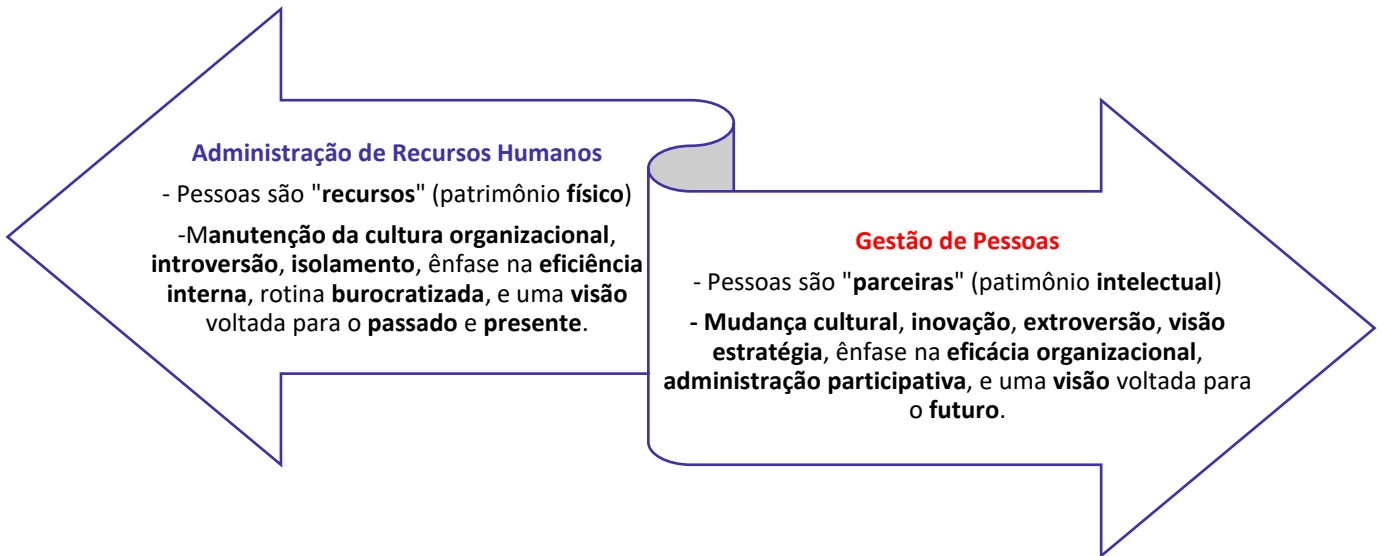 Administração de Recursos Humanos
- Pessoas são "recursos" (patrimônio físico)
-Manutenção da cultura organizacional,
introversão, isolamento, ênfase na eficiência
interna, rotina burocratizada, e uma visão
voltada para o passado e presente.
Gestão de Pessoas
- Pessoas são "parceiras" (patimônio intelectual)
- Mudança cultural, inovação, extroversão, visão
estratégia, ênfase na eficácia organizacional,
administração participativa, e uma visão voltada para
o futuro.